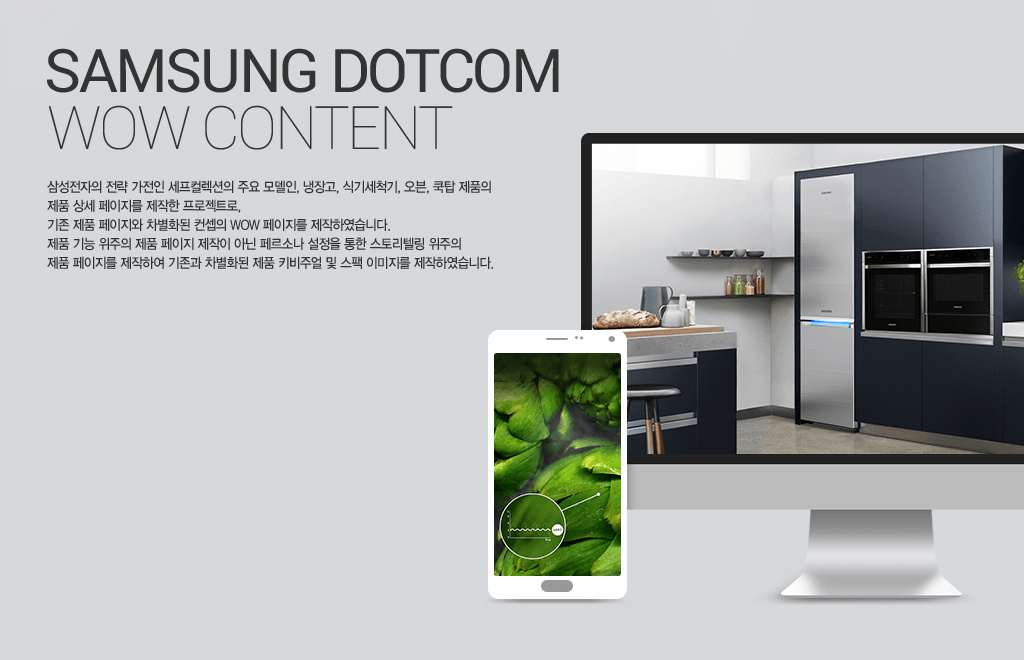 SAMSUNG DOTCOM
WOW CONTENT
삼성전자의 전략 가전인 셰프컬렉션의 주요 모델인, 냉장고, 식기세척기, 오븐, 쿡탑 제품의
제품 상세 페이지를 제작한 프로젝트로,
기존 제품 페이지와 차별화된 컨셉의 WOW 페이지를 제작하였습니다.
제품 기능 위주의 제품 페이지 제작이 아닌 페르소나 설정을 통한 스토리텔링 위주의
제품 페이지를 제작하여 기존과 차별화된 제품 키비주얼 및 스팩 이미지를 제작하였습니다.